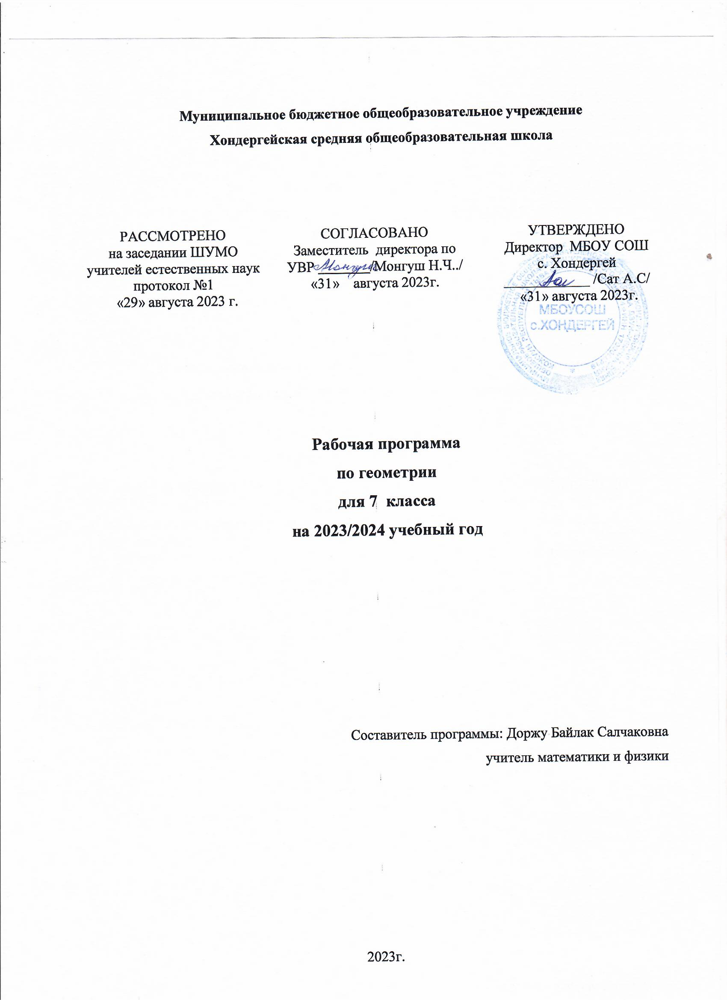 Муниципальное бюджетное общеобразовательное учреждение
Хондергейская средняя общеобразовательная школа
РАССМОТРЕНО
на заседании ШУМО
учителей естественных наук
протокол №1
«29» августа 2023 г.
СОГЛАСОВАНО
Заместитель директора по
УВР ________/Монгуш Н.Ч../
«31» августа 2023г.
УТВЕРЖДЕНО
Директор МБОУ СОШ
с. Хондергей
____________ /Сат А.С/
«31» августа 2023г.
МБОУСОШ
с.ХОНДЕРГЕЙ
Рабочая программа
по геометрии
для 7 класса
на 2023/2024 учебный год
Составитель программы: Доржу Байлак Салчаковна
учитель математики и физики
2023г.